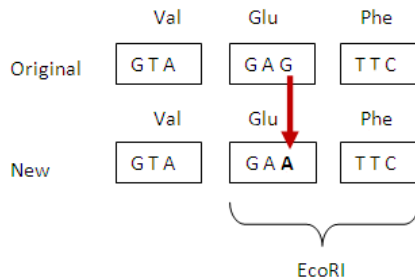 Val Glu Phe
Original G T A G A G T T C
Val Glu Phe
New G T A G A A T T C
EcoRI